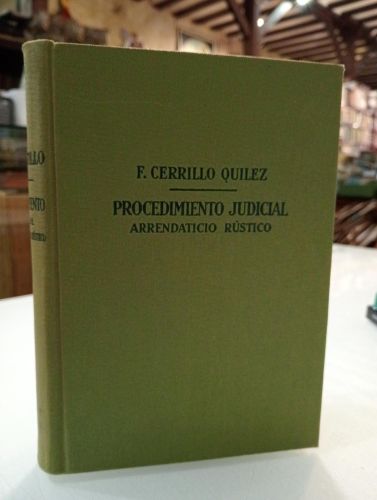 F. CERRILLO QUILEZ
PROCEDIMIENTO JUDICIAL
ARRENDATICIO RÚSTICO